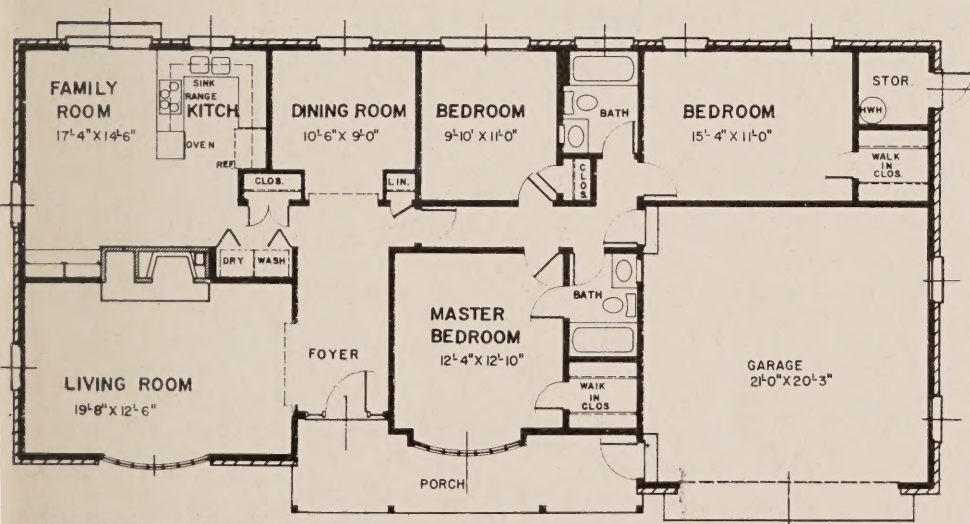 FAMILY
ROOM
17'-4" X 14'-6"
SINK
RANGE
KITCH
OVEN
REF.
DINING ROOM
10'-6" X 9'-0"
BEDROOM
9'-10' X 11'-0"
BATH
BEDROOM
15'-4" X 11'-0"
STOR.
HWH
WALK
IN
CLOS.
CLOS.
LIN.
CLOS.
DRY
WASH
BATH
MASTER
BEDROOM
12'-4" X 12'-10"
FOYER
LIVING ROOM
19'-8" X 12'-6"
WALK
IN
CLOS
GARAGE
21'-0" X 20'-3"
PORCH